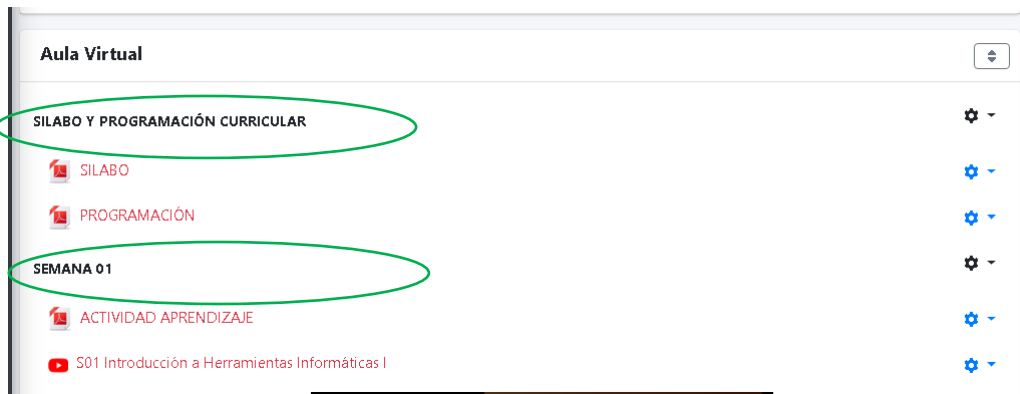 Aula Virtual
SILABO Y PROGRAMACIÓN CURRICULAR
SILABO
PROGRAMACIÓN
SEMANA 01
ACTIVIDAD APRENDIZAJE
S01 Introducción a Herramientas Informáticas I